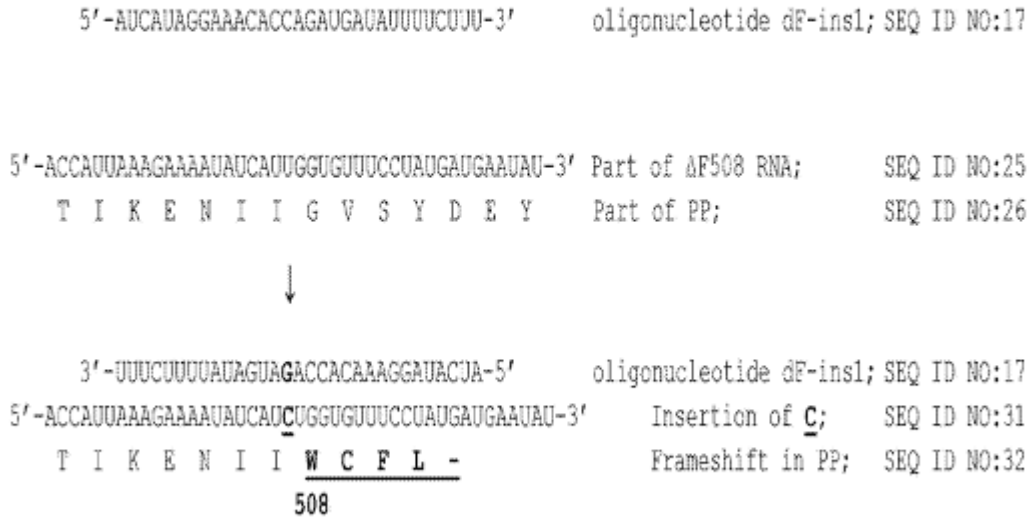 5'-AUCAUAGGAAACACCAGAUGAUAUUUUCUUU-3' oligonucleotide dF-ins1; SEQ ID NO:17
5'-ACCAUUAAAGAAAAUAUCAUUGGUGUUUCCUAUGAUGAAUAU-3' Part of ΔF508 RNA; SEQ ID NO:25
T I K E N I I G V S Y D E Y Part of PP; SEQ ID NO:26
3'-UUUCUUUUAUAGUAGACCACAAAGGAUACUA-5' oligonucleotide dF-ins1; SEQ ID NO:17
5'-ACCAUUAAAGAAAAUAUCAUCUGGUGUUUCCUAUGAUGAAUAU-3' Insertion of C; SEQ ID NO:31
T I K E N I I W C F L - Frameshift in PP; SEQ ID NO:32
508